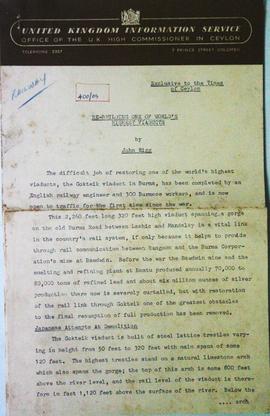 UNITED KINGDOM INFORMATION SERVICE
OFFICE OF THE U.K. HIGH COMMISSIONER IN CEYLON
TELEPHONE 2357
7 PRINCE STREET COLOMBO
RAILWAY
Exclusive to the Times
of Ceylon
RE-BUILDING ONE OF WORLD'S
HIGHEST VIADUCTS
by
John
The difficult job of restoring one of the world's highest
viaducts, the Gokteik viaduct in Burma, has been completed by an
English railway engineer and 300 Burmese workers, and is now
open to traffic for the first time since the war.
This 2,260 feet long 320 feet high viaduct spanning a gorge
on the old Burma Road between Lashio and Mandalay is a vital link
in the country's rail system, if only because it helps to provide
through rail communication between Rangoon and the Burma Corpor-
ation's mine at Bawdwin. Before the war the Bawdwin mine and the
smelting and refining plant at Namtu produced annually 70,000 to
80,000 tons of refined lead and about six million ounces of silver
production there now is severely curtailed, but with restoration
of the rail link through Gokteik one of the greatest obstacles
to the final resumption of full production has been removed.
Japanese Attempts at Demolition
The Gokteik viaduct is built of steel lattice trestles vary-
ing in height from 50 feet to 320 feet with main spans of some
120 feet. The highest trestles stand on a natural limestone arch
which also spans the gorge; the top of this arch is some 800 feet
above the river level, and the rail level of the viaduct is there-
fore in fact 1,120 feet above the surface of the river. Below the
.... arch